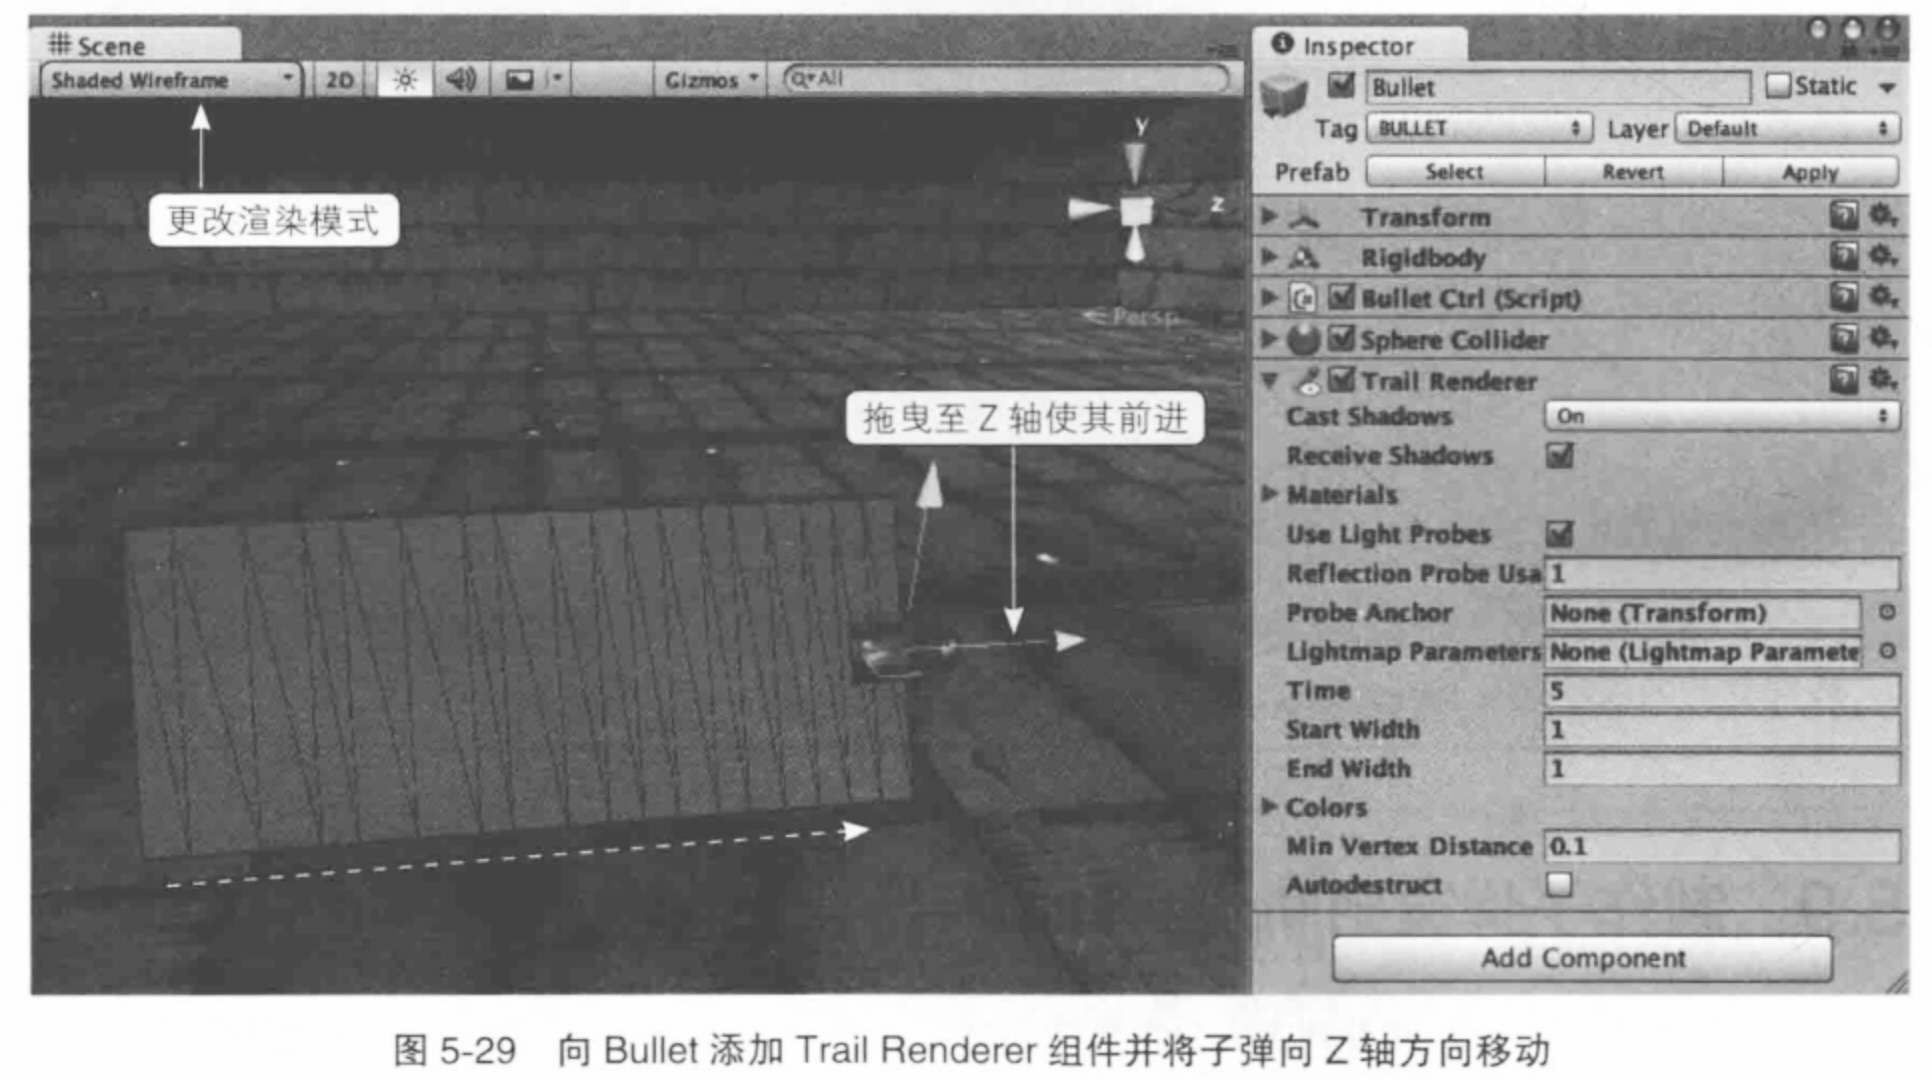 Scene
Shaded Wireframe
2D
Gizmos
All
更改渲染模式
y
z
Persp
拖曳至 Z 轴使其前进
Inspector
Bullet
Static
Tag BULLET Layer Default
Prefab Select Revert Apply
Transform
Rigidbody
Bullet Ctrl (Script)
Sphere Collider
Trail Renderer
Cast Shadows On
Receive Shadows
Materials
Use Light Probes
Reflection Probe Usa 1
Probe Anchor None (Transform)
Lightmap Parameters None (Lightmap Paramete
Time 5
Start Width 1
End Width 1
Colors
Min Vertex Distance 0.1
Autodestruct
Add Component
图 5-29 向 Bullet 添加 Trail Renderer 组件并将子弹向 Z 轴方向移动